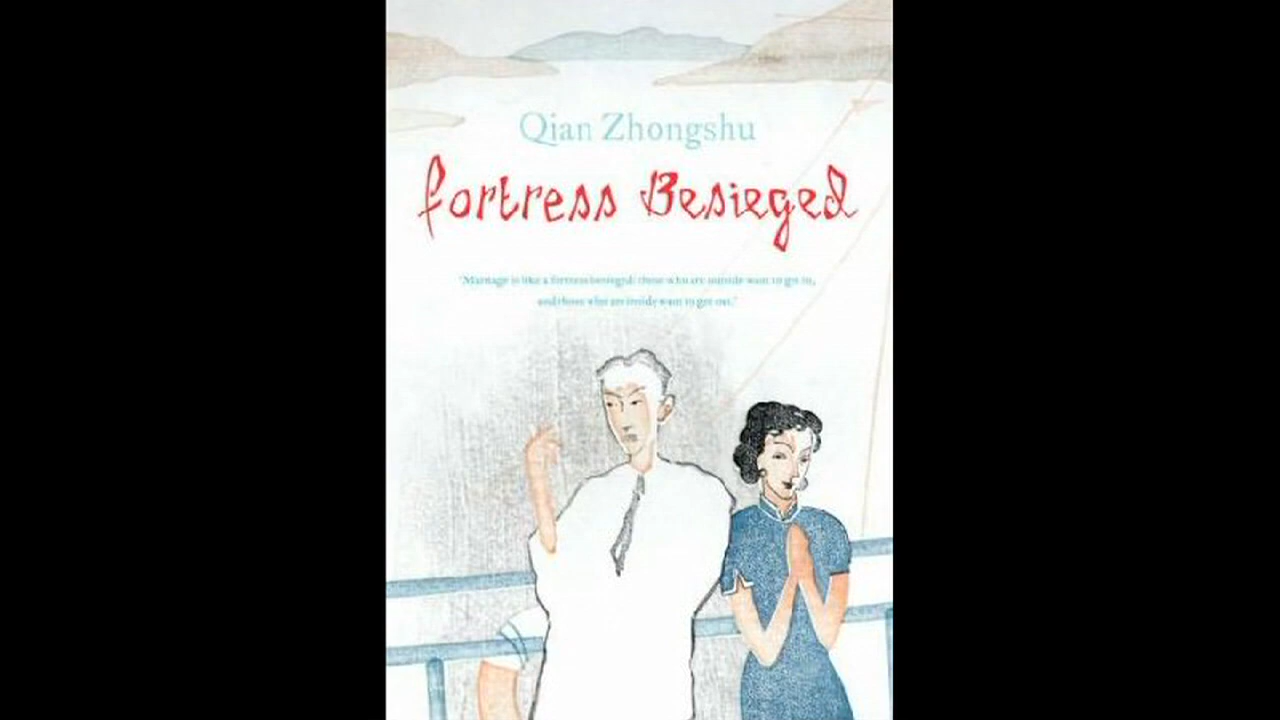 Qian Zhongshu
fortress Besieged
'Marriage is like a fortress besieged: those who are outside want to get in,
and those who are inside want to get out.'